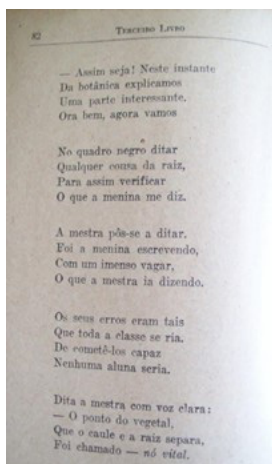 82
TERCEIRO LIVRO
— Assim seja! Neste instante
Da botânica explicamos
Uma parte interessante.
Ora bem, agora vamos
No quadro negro ditar
Qualquer cousa da raiz,
Para assim verificar
O que a menina me diz.
A mestra pôs-se a ditar.
Foi a menina escrevendo,
Com um imenso vagar,
O que a mestra ia dizendo.
Os seus erros eram tais
Que toda a classe se ria.
De cometê-los capaz
Nenhuma aluna seria.
Dita a mestra com voz clara:
— O ponto do vegetal,
Que o caule e a raiz separa,
Foi chamado — nó vital.